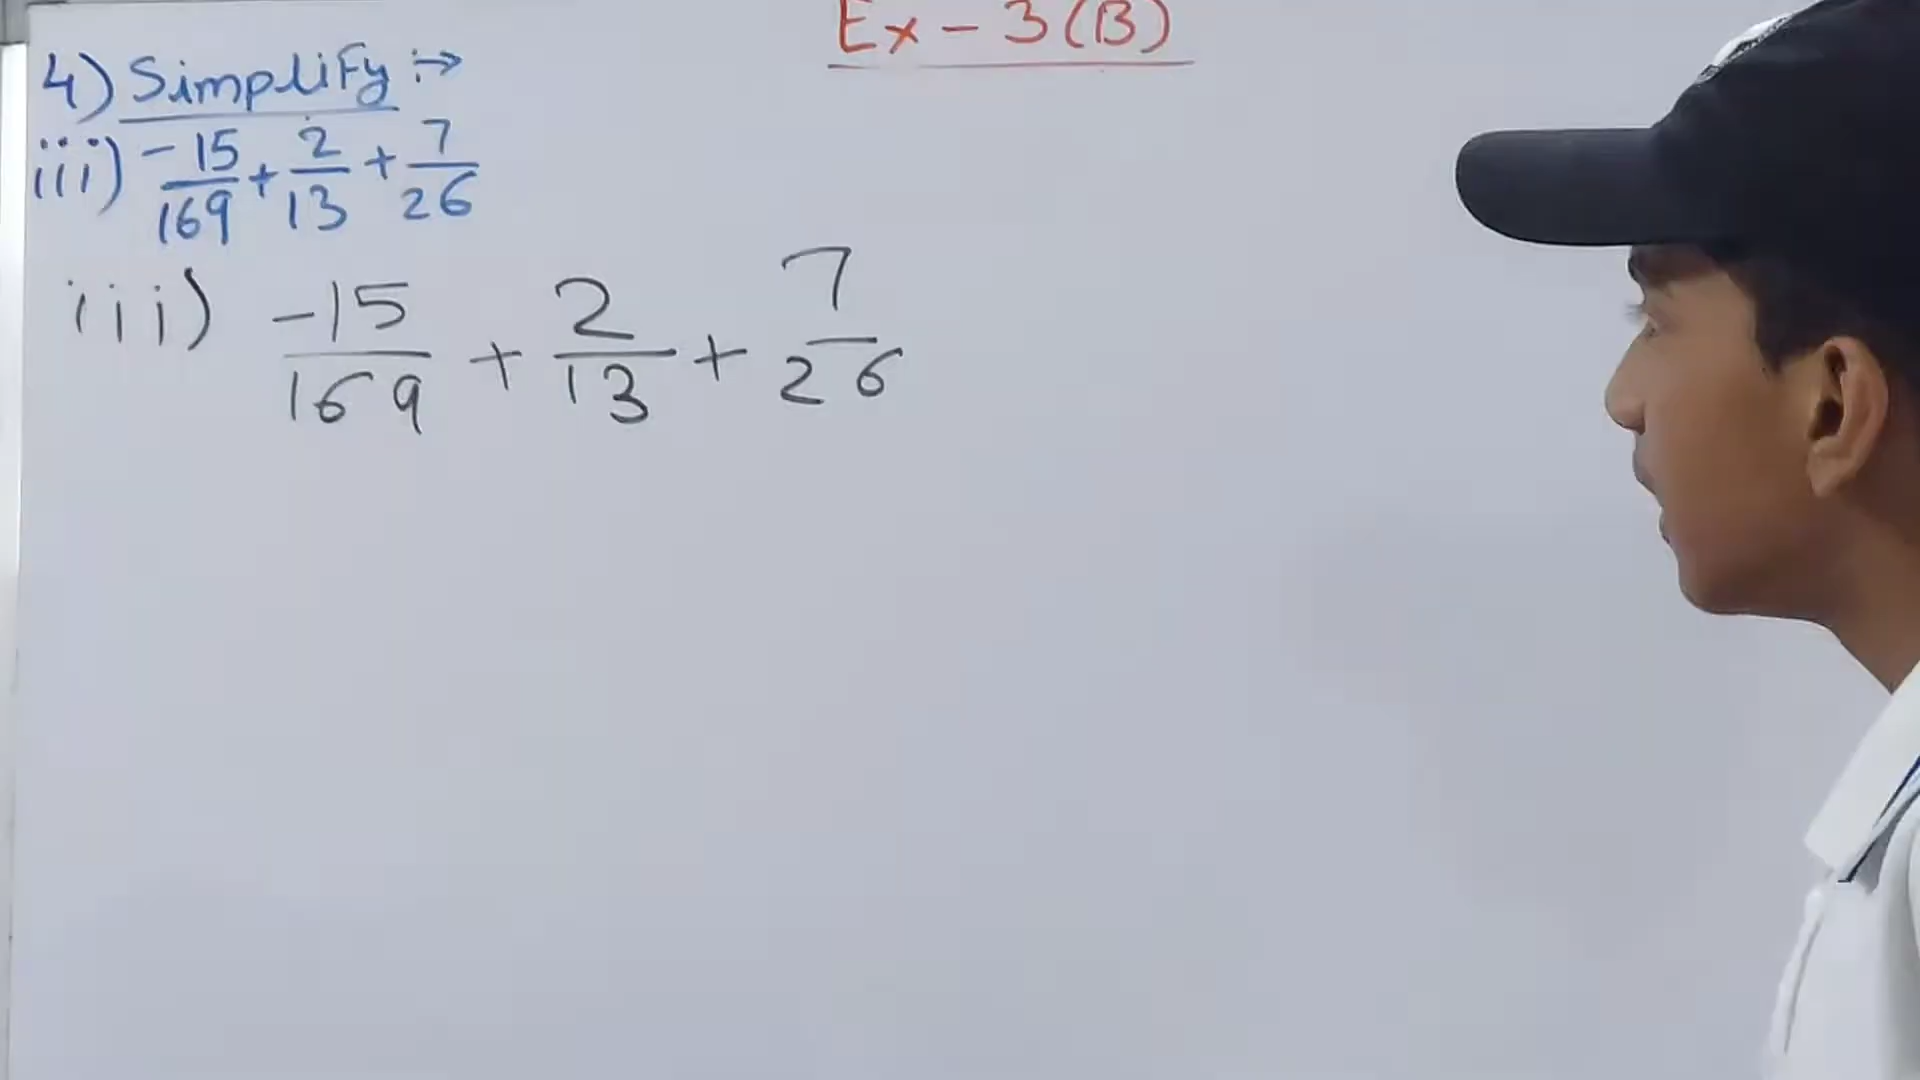 Ex - 3 (B)
4) Simplify :→
iii) -15/169 + 2/13 + 7/26
iii) -15/169 + 2/13 + 7/26